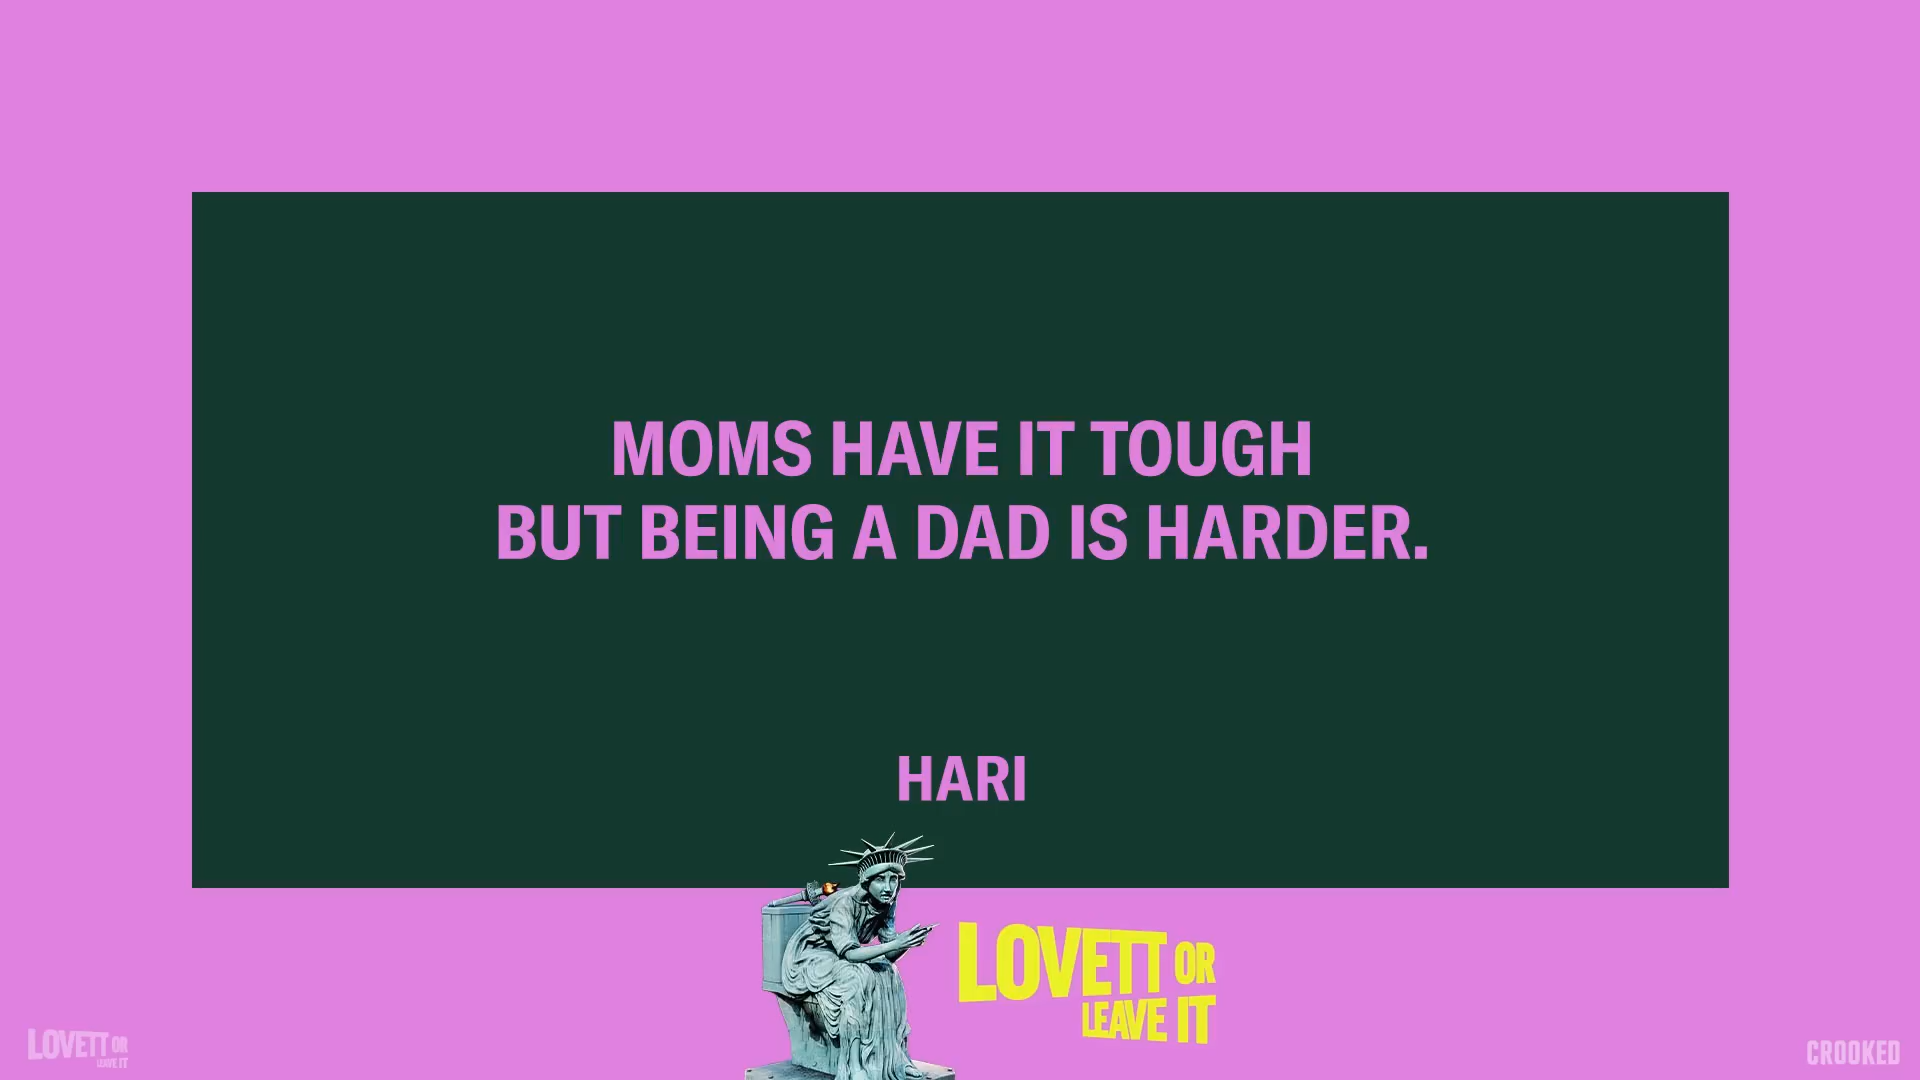 MOMS HAVE IT TOUGH
BUT BEING A DAD IS HARDER.
HARI
LOVETT OR
LEAVE IT
LOVETT OR
LEAVE IT
CROOKED